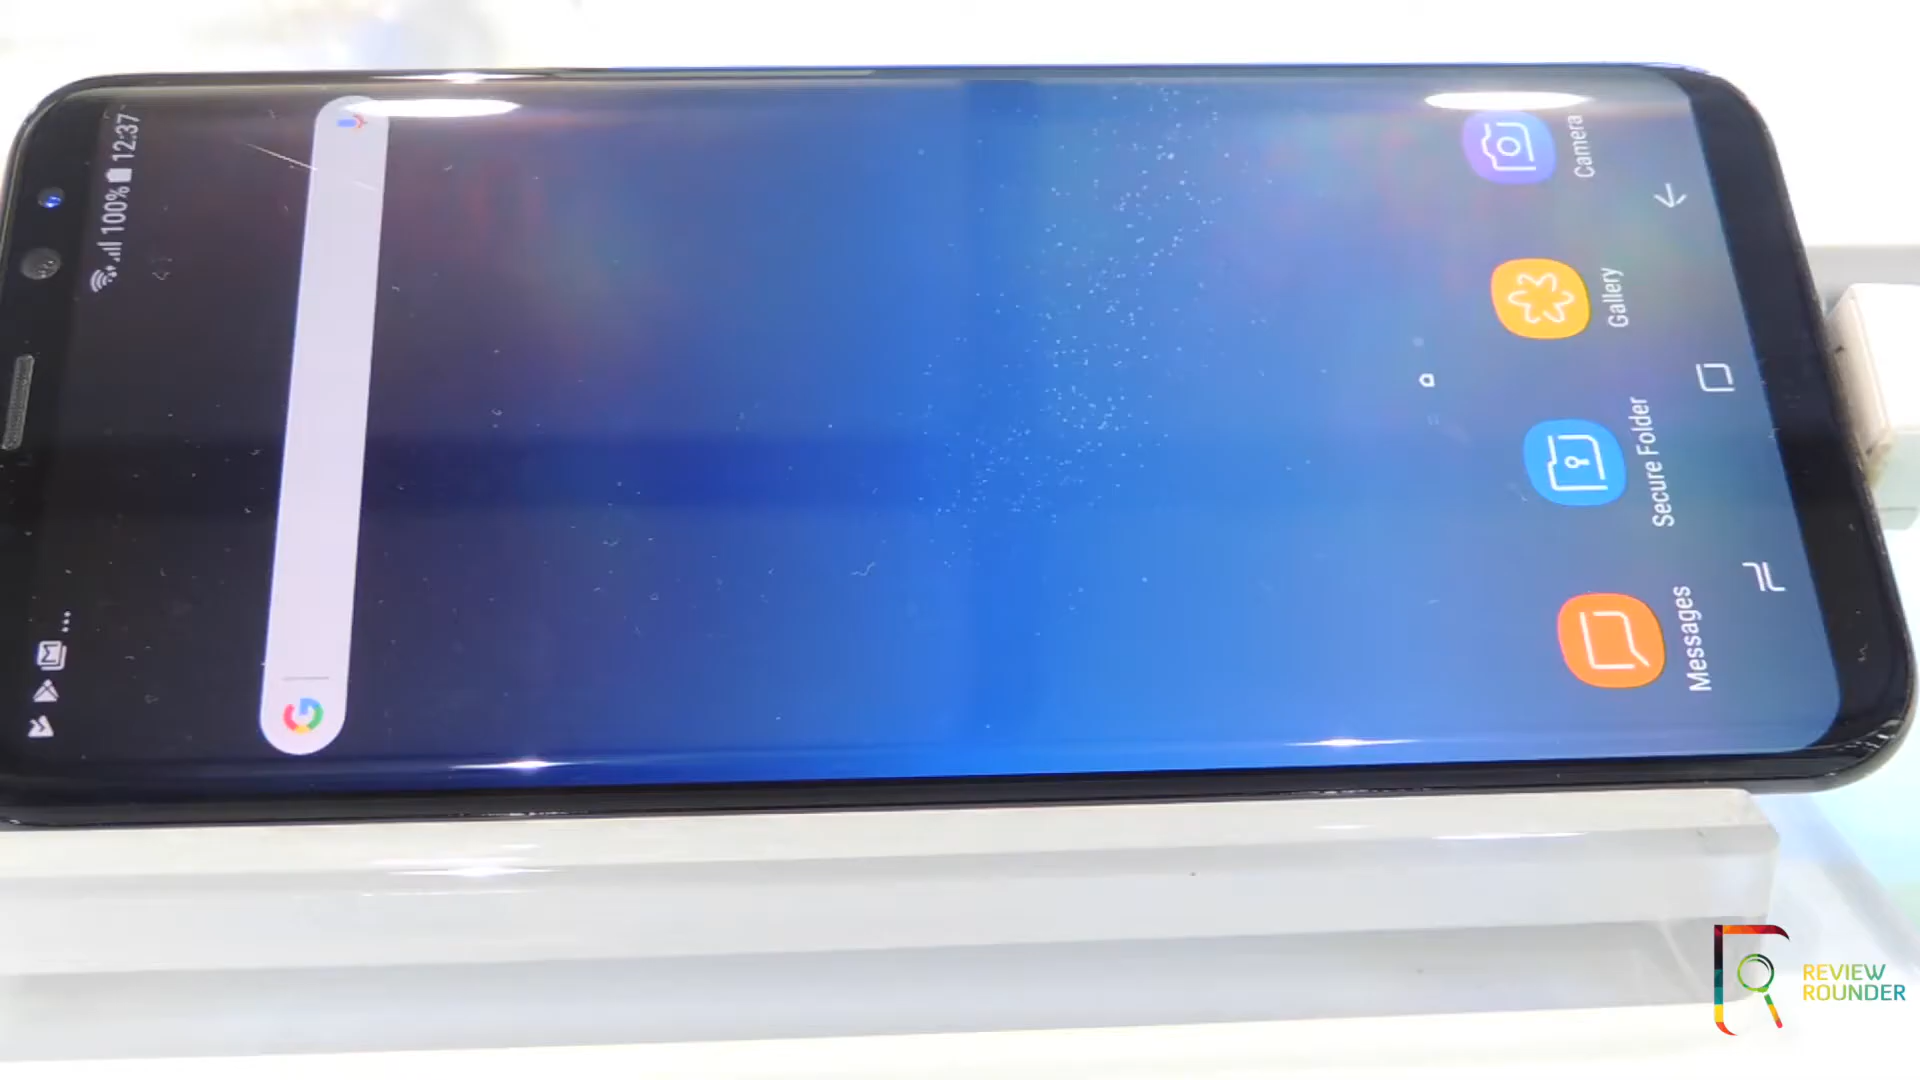 100% 12:37
Camera
Gallery
Secure Folder
Messages
REVIEW
ROUNDER